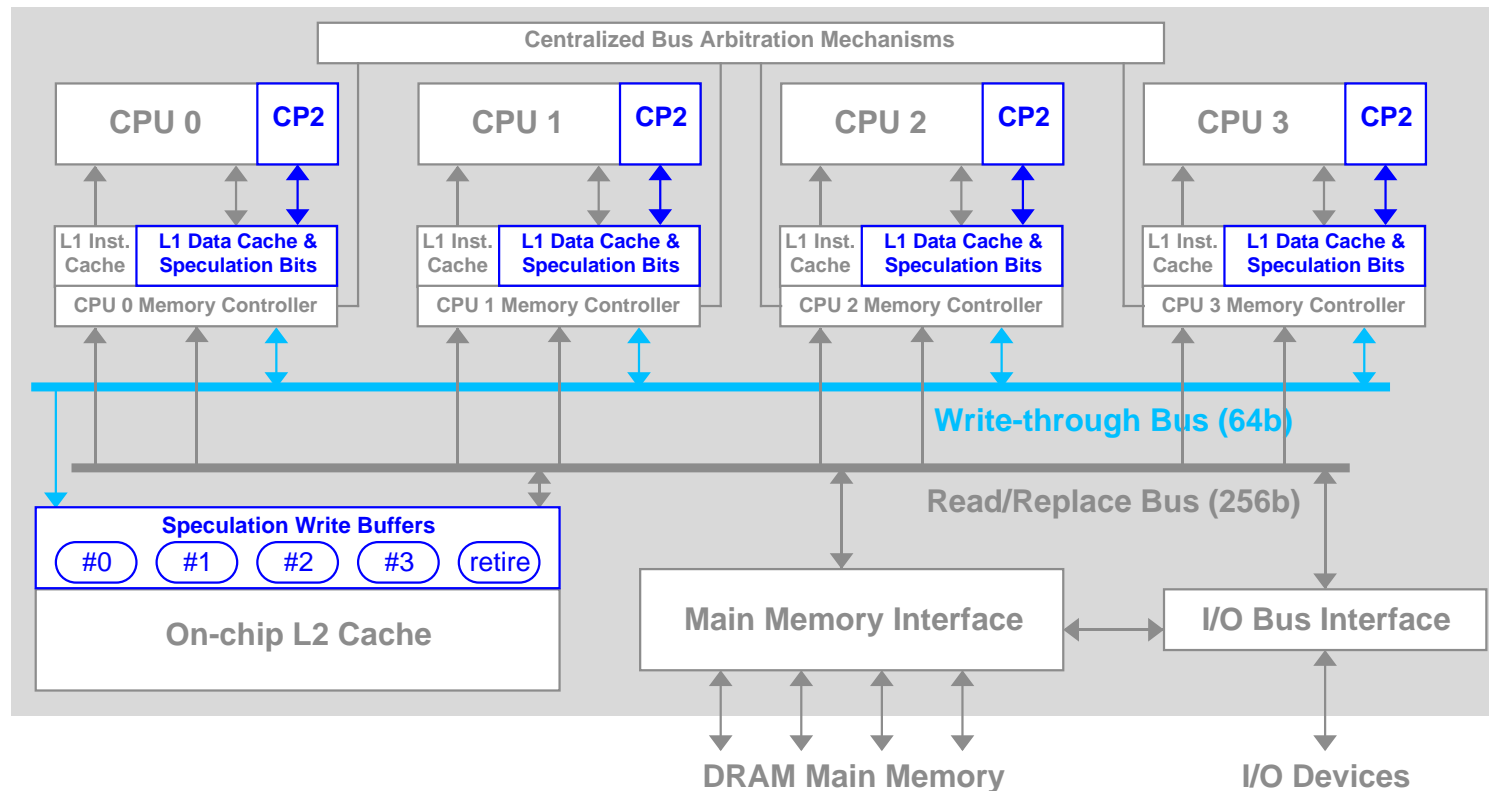 Centralized Bus Arbitration Mechanisms
CPU 0
CP2
CPU 1
CP2
CPU 2
CP2
CPU 3
CP2
L1 Inst.
Cache
L1 Data Cache &
Speculation Bits
L1 Inst.
Cache
L1 Data Cache &
Speculation Bits
L1 Inst.
Cache
L1 Data Cache &
Speculation Bits
L1 Inst.
Cache
L1 Data Cache &
Speculation Bits
CPU 0 Memory Controller
CPU 1 Memory Controller
CPU 2 Memory Controller
CPU 3 Memory Controller
Write-through Bus (64b)
Read/Replace Bus (256b)
Speculation Write Buffers
#0
#1
#2
#3
retire
On-chip L2 Cache
Main Memory Interface
I/O Bus Interface
DRAM Main Memory
I/O Devices